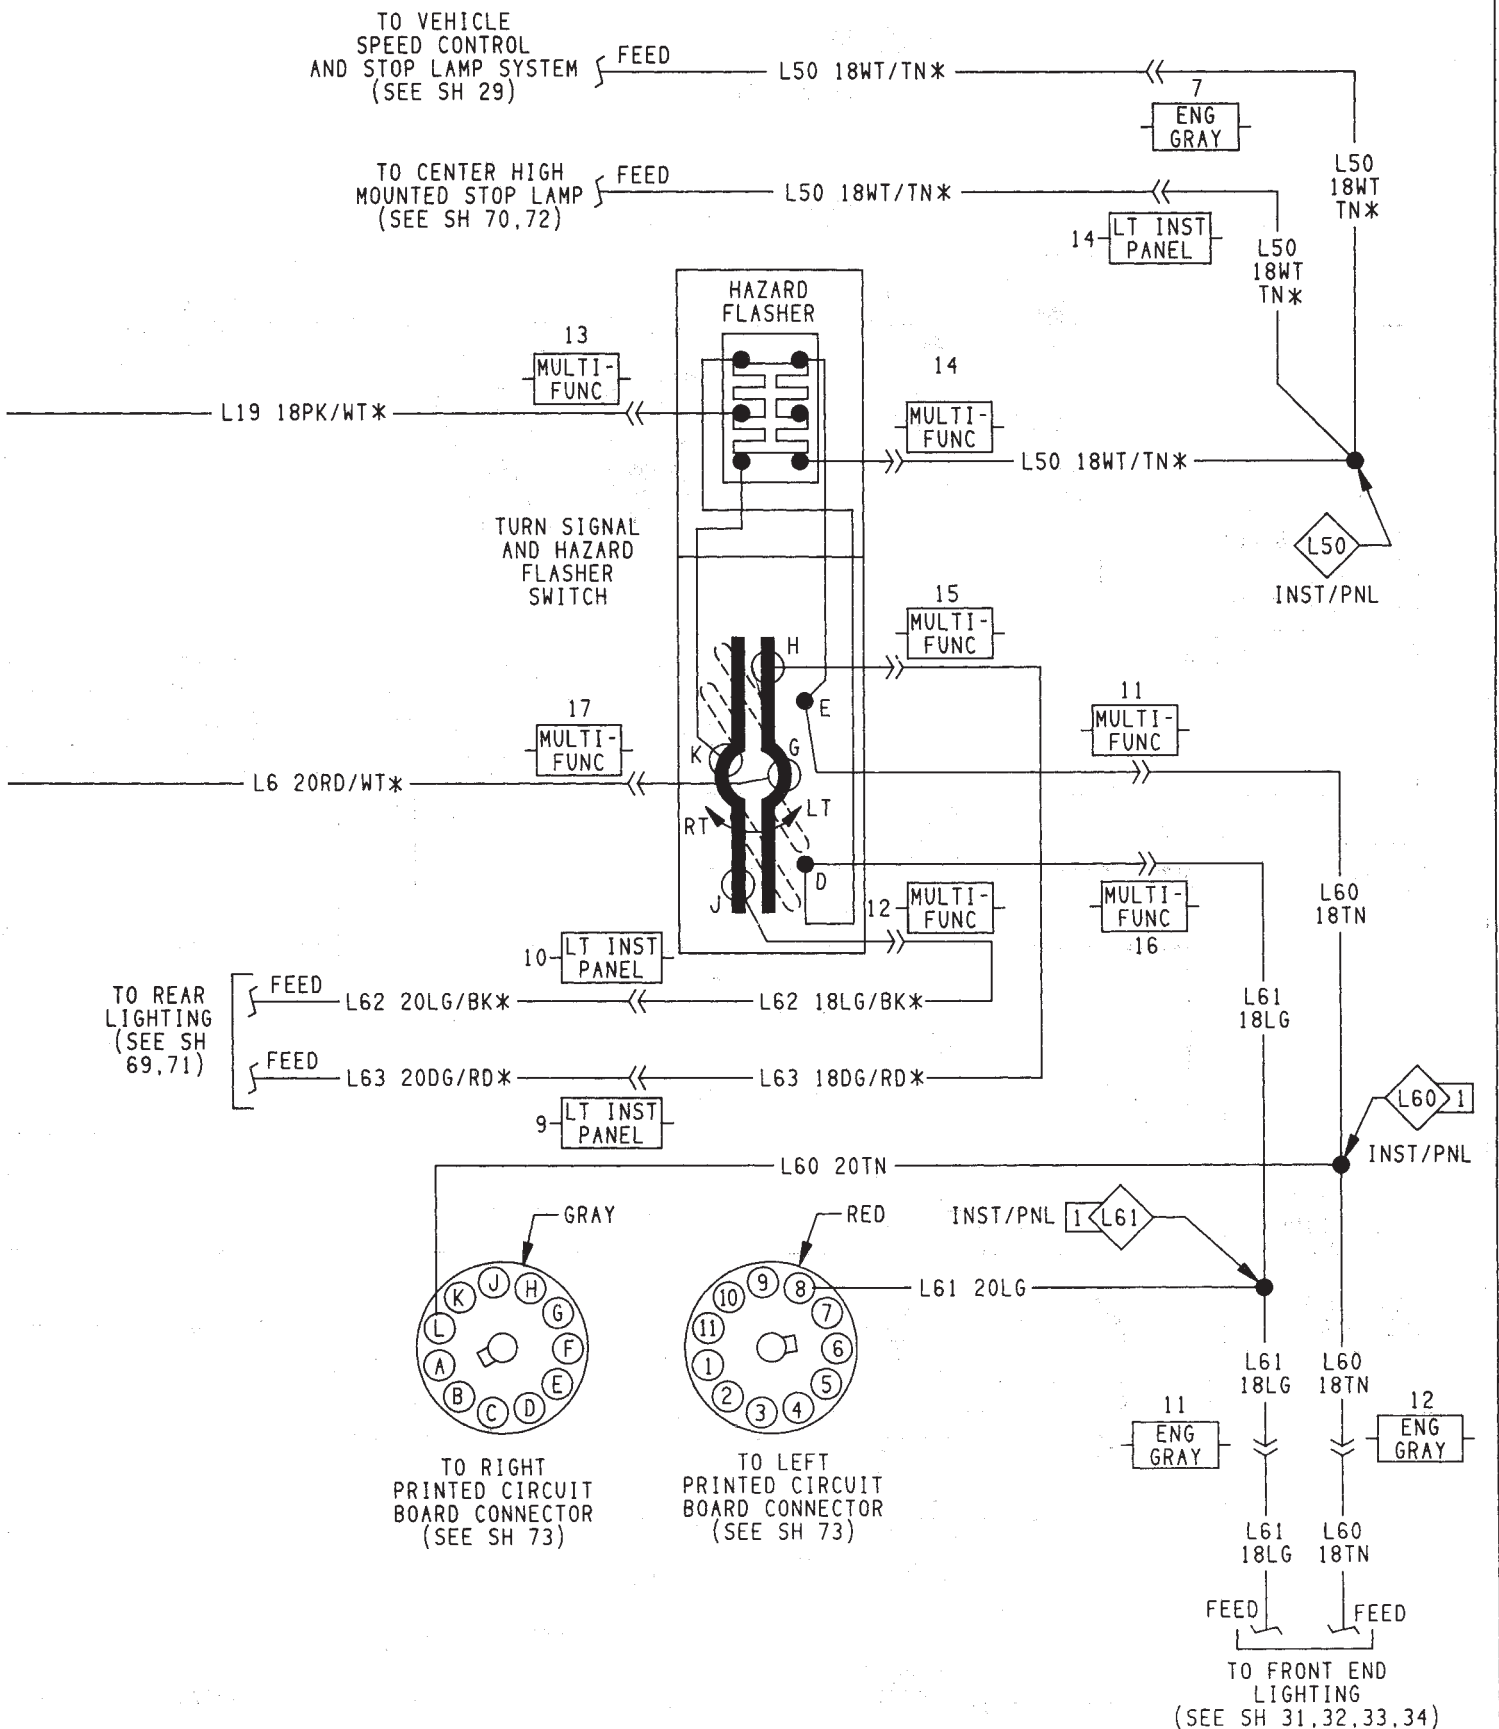 TO VEHICLE
SPEED CONTROL
AND STOP LAMP SYSTEM
(SEE SH 29)
FEED
L50 18WT/TN*
7
ENG
GRAY
L50
18WT
TN*
TO CENTER HIGH
MOUNTED STOP LAMP
(SEE SH 70,72)
FEED
L50 18WT/TN*
14
LT INST
PANEL
L50
18WT
TN*
HAZARD
FLASHER
13
MULTI-
FUNC
L19 18PK/WT*
14
MULTI-
FUNC
L50 18WT/TN*
L50
INST/PNL
TURN SIGNAL
AND HAZARD
FLASHER
SWITCH
15
MULTI-
FUNC
H
E
17
MULTI-
FUNC
11
MULTI-
FUNC
K
G
L6 20RD/WT*
RT
LT
D
J
12
MULTI-
FUNC
MULTI-
FUNC
16
L60
18TN
10
LT INST
PANEL
TO REAR
LIGHTING
(SEE SH
69,71)
FEED
L62 20LG/BK*
L62 18LG/BK*
L61
18LG
FEED
L63 20DG/RD*
L63 18DG/RD*
9
LT INST
PANEL
L60
1
INST/PNL
L60 20TN
GRAY
RED
INST/PNL
1
L61
J
H
K
G
L
F
A
E
B
D
C
9
8
10
7
11
6
1
5
2
4
3
L61 20LG
L61
18LG
L60
18TN
11
ENG
GRAY
12
ENG
GRAY
TO RIGHT
PRINTED CIRCUIT
BOARD CONNECTOR
(SEE SH 73)
TO LEFT
PRINTED CIRCUIT
BOARD CONNECTOR
(SEE SH 73)
L61
18LG
L60
18TN
FEED
FEED
TO FRONT END
LIGHTING
(SEE SH 31,32,33,34)